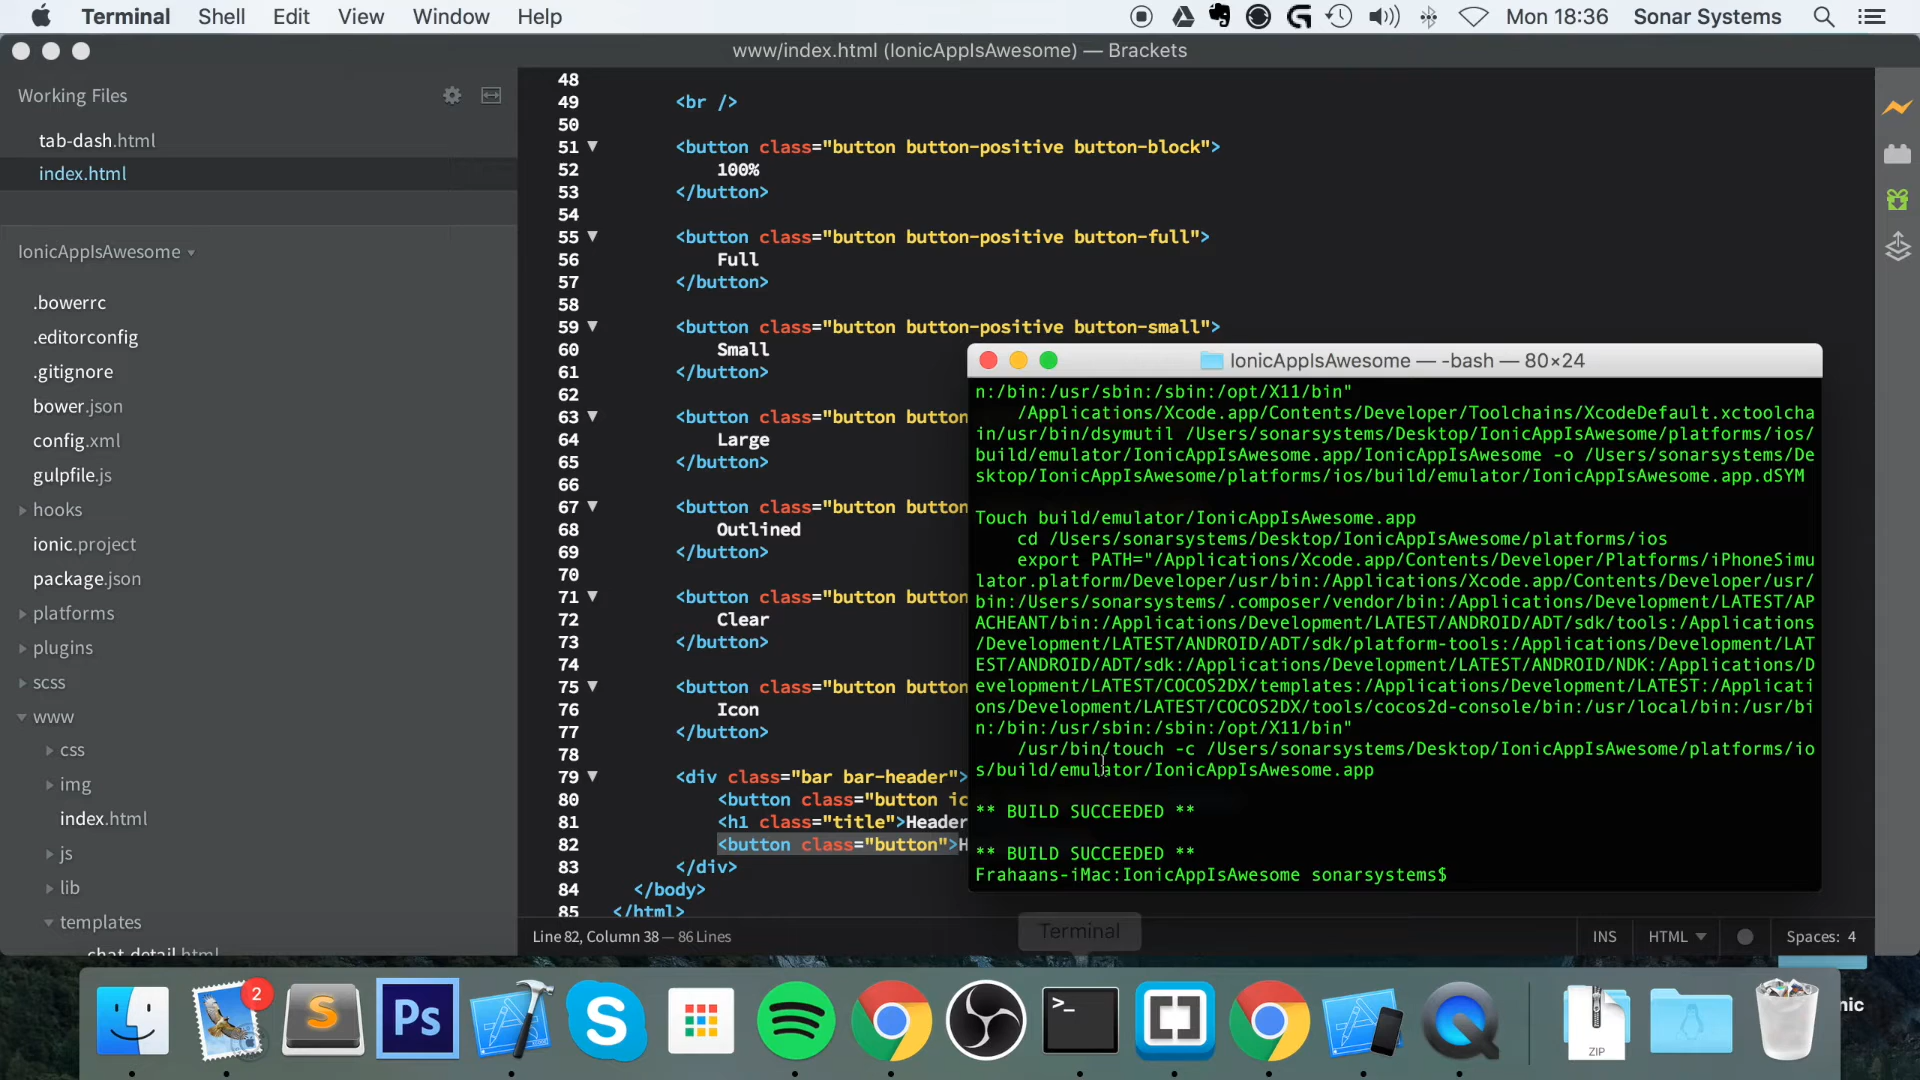 Terminal Shell Edit View Window Help Mon 18:36 Sonar Systems
www/index.html (IonicAppIsAwesome) — Brackets
Working Files
tab-dash.html
index.html
IonicAppIsAwesome
.bowerrc
.editorconfig
.gitignore
bower.json
config.xml
gulpfile.js
hooks
ionic.project
package.json
platforms
plugins
scss
www
css
img
index.html
js
lib
templates
chat-detail.html
48
49 <br />
50
51 <button class="button button-positive button-block">
52 100%
53 </button>
54
55 <button class="button button-positive button-full">
56 Full
57 </button>
58
59 <button class="button button-positive button-small">
60 Small
61 </button>
62
63 <button class="button button
64 Large
65 </button>
66
67 <button class="button button
68 Outlined
69 </button>
70
71 <button class="button button
72 Clear
73 </button>
74
75 <button class="button button
76 Icon
77 </button>
78
79 <div class="bar bar-header">
80 <button class="button ic
81 <h1 class="title">Header
82 <button class="button">H
83 </div>
84 </body>
85 </html>
Line 82, Column 38 — 86 Lines
INS HTML Spaces: 4
IonicAppIsAwesome — -bash — 80×24
n:/bin:/usr/sbin:/sbin:/opt/X11/bin"
/Applications/Xcode.app/Contents/Developer/Toolchains/XcodeDefault.xctoolcha
in/usr/bin/dsymutil /Users/sonarsystems/Desktop/IonicAppIsAwesome/platforms/ios/
build/emulator/IonicAppIsAwesome.app/IonicAppIsAwesome -o /Users/sonarsystems/De
sktop/IonicAppIsAwesome/platforms/ios/build/emulator/IonicAppIsAwesome.app.dSYM
Touch build/emulator/IonicAppIsAwesome.app
cd /Users/sonarsystems/Desktop/IonicAppIsAwesome/platforms/ios
export PATH="/Applications/Xcode.app/Contents/Developer/Platforms/iPhoneSimu
lator.platform/Developer/usr/bin:/Applications/Xcode.app/Contents/Developer/usr/
bin:/Users/sonarsystems/.composer/vendor/bin:/Applications/Development/LATEST/AP
ACHEANT/bin:/Applications/Development/LATEST/ANDROID/ADT/sdk/tools:/Applications
/Development/LATEST/ANDROID/ADT/sdk/platform-tools:/Applications/Development/LAT
EST/ANDROID/ADT/sdk:/Applications/Development/LATEST/ANDROID/NDK:/Applications/D
evelopment/LATEST/COCOS2DX/templates:/Applications/Development/LATEST:/Applicati
ons/Development/LATEST/COCOS2DX/tools/cocos2d-console/bin:/usr/local/bin:/usr/bi
n:/bin:/usr/sbin:/sbin:/opt/X11/bin"
/usr/bin/touch -c /Users/sonarsystems/Desktop/IonicAppIsAwesome/platforms/io
s/build/emulator/IonicAppIsAwesome.app
** BUILD SUCCEEDED **
** BUILD SUCCEEDED **
Frahaans-iMac:IonicAppIsAwesome sonarsystems$
Terminal
2
S
Ps
>_
ZIP
nic